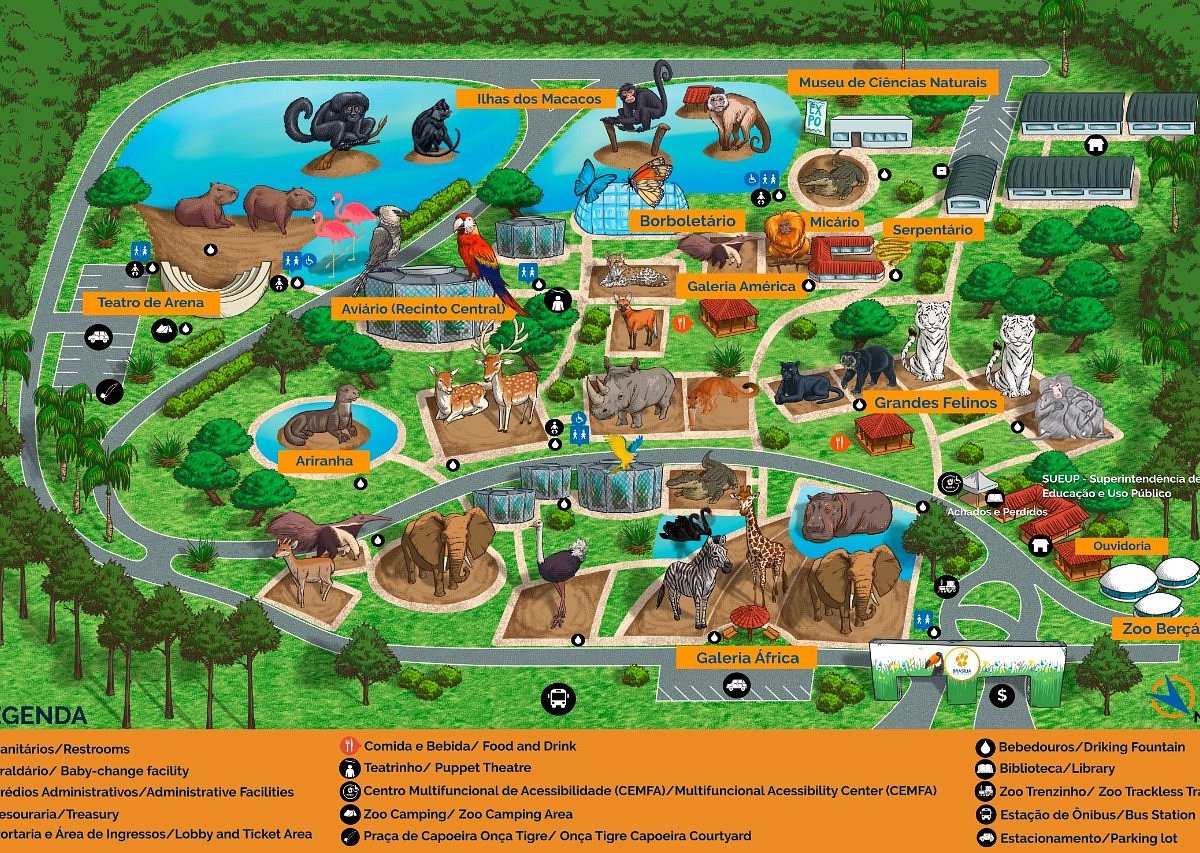 Ilhas dos Macacos
Museu de Ciências Naturais
EX
PO
Borboletário
Micário
Serpentário
Teatro de Arena
Aviário (Recinto Central)
Galeria América
Grandes Felinos
Ariranha
SUEUP - Superintendência de
Educação e Uso Público
Achados e Perdidos
Ouvidoria
Zoo Berçá
Galeria África
BRASÍLIA
$
N
EGENDA
anitários/Restrooms
raldário/ Baby-change facility
rédios Administrativos/Administrative Facilities
esouraria/Treasury
ortaria e Área de Ingressos/Lobby and Ticket Area
Comida e Bebida/ Food and Drink
Teatrinho/ Puppet Theatre
Centro Multifuncional de Acessibilidade (CEMFA)/Multifuncional Acessibility Center (CEMFA)
Zoo Camping/ Zoo Camping Area
Praça de Capoeira Onça Tigre/ Onça Tigre Capoeira Courtyard
Bebedouros/Driking Fountain
Biblioteca/Library
Zoo Trenzinho/ Zoo Trackless Tra
Estação de Ônibus/Bus Station
Estacionamento/Parking lot